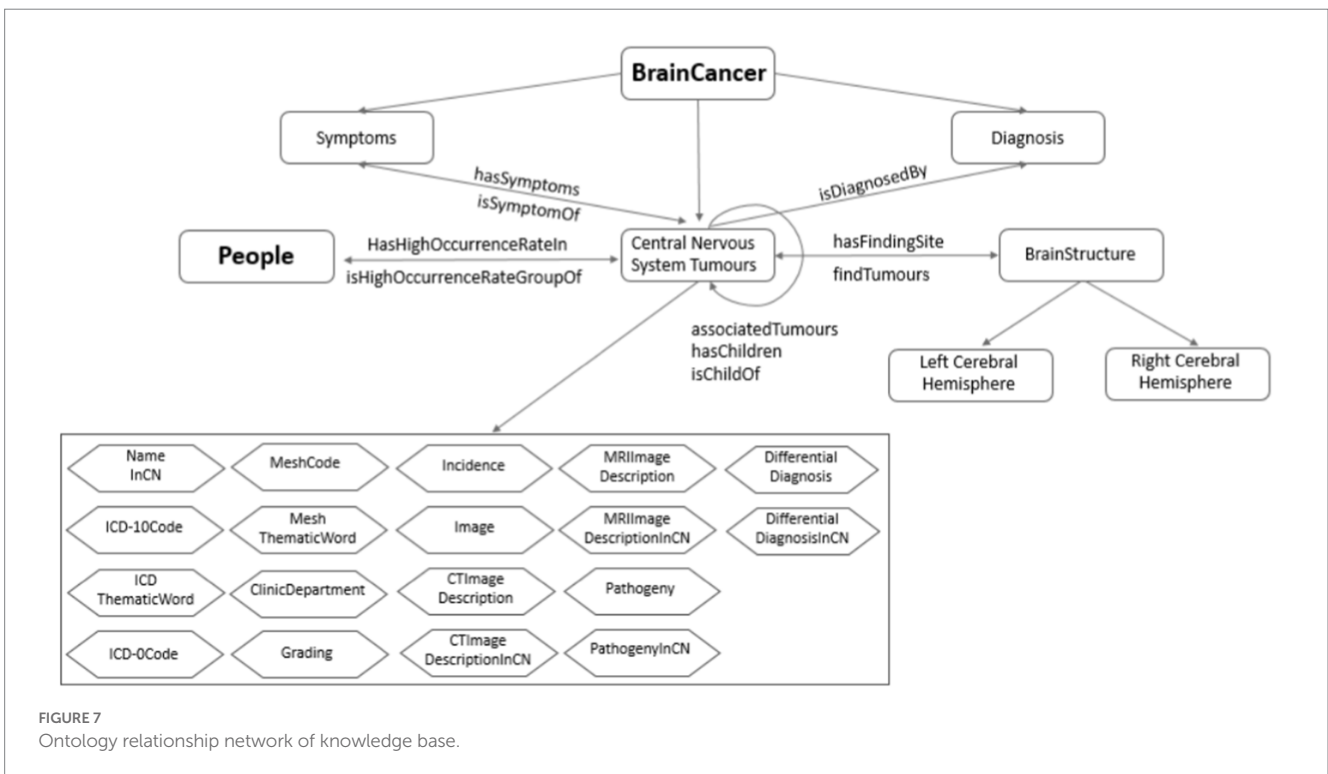 BrainCancer
Symptoms
Diagnosis
hasSymptoms
isSymptomOf
isDiagnosedBy
People
HasHighOccurrenceRateIn
isHighOccurrenceRateGroupOf
Central Nervous
System Tumours
hasFindingSite
findTumours
BrainStructure
associatedTumours
hasChildren
isChildOf
Left Cerebral
Hemisphere
Right Cerebral
Hemisphere
Name
InCN
MeshCode
Incidence
MRIImage
Description
Differential
Diagnosis
ICD-10Code
Mesh
ThematicWord
Image
MRIImage
DescriptionInCN
Differential
DiagnosisInCN
ICD
ThematicWord
ClinicDepartment
CTImage
Description
Pathogeny
ICD-0Code
Grading
CTImage
DescriptionInCN
PathogenyInCN
FIGURE 7
Ontology relationship network of knowledge base.